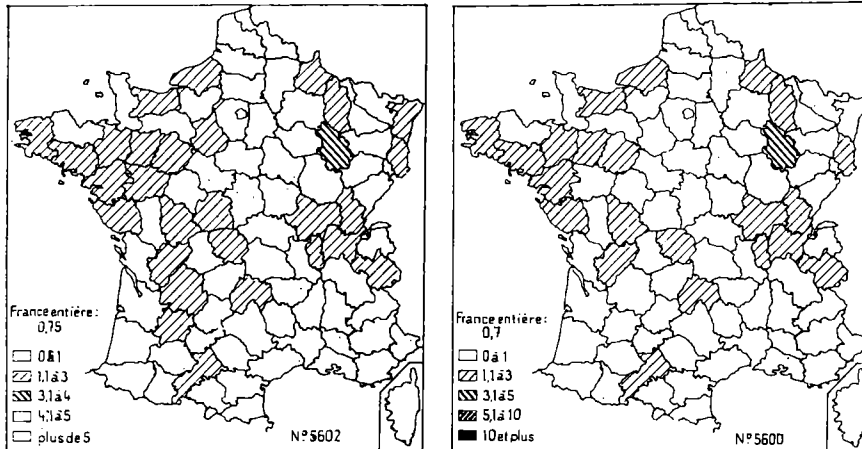 France entière :
0,75
0 à 1
1,1 à 3
3,1 à 4
4,1 à 5
plus de 5
N° 5602
France entière :
0,7
0 à 1
1,1 à 3
3,1 à 5
5,1 à 10
10 et plus
N° 5600